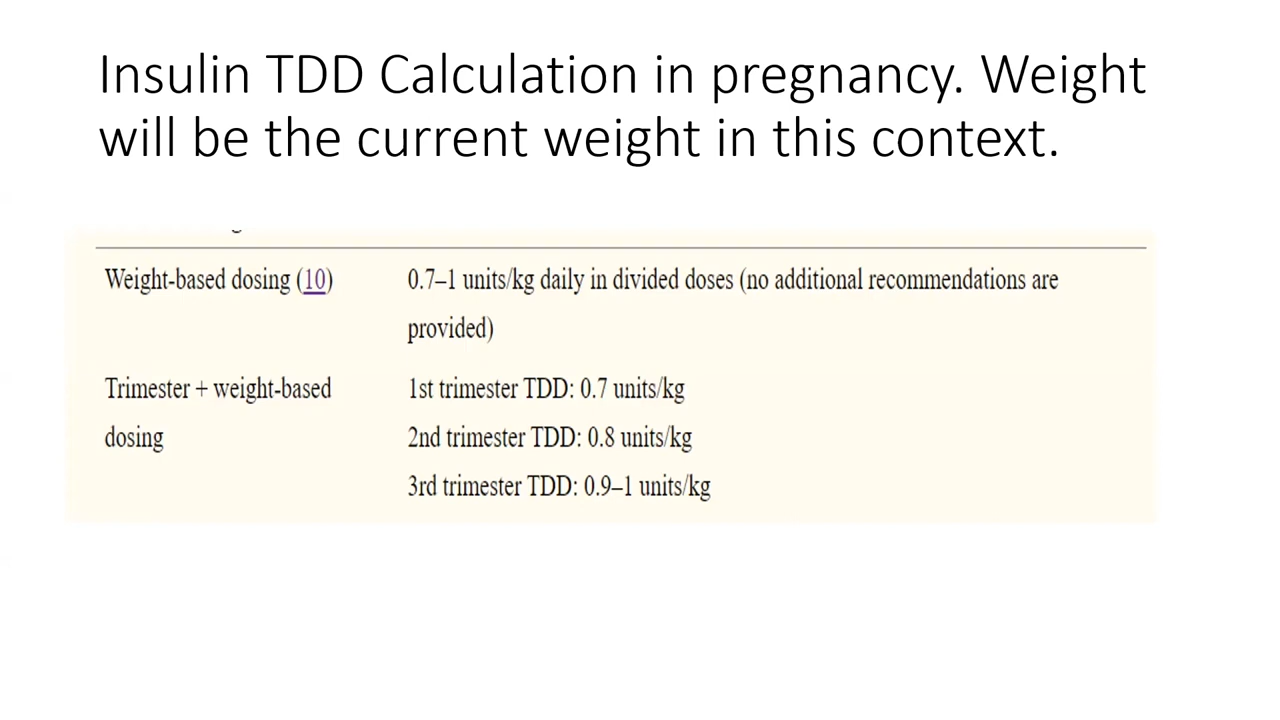 Insulin TDD Calculation in pregnancy. Weight
will be the current weight in this context.
Weight-based dosing (10)
0.7–1 units/kg daily in divided doses (no additional recommendations are
provided)
Trimester + weight-based
dosing
1st trimester TDD: 0.7 units/kg
2nd trimester TDD: 0.8 units/kg
3rd trimester TDD: 0.9–1 units/kg